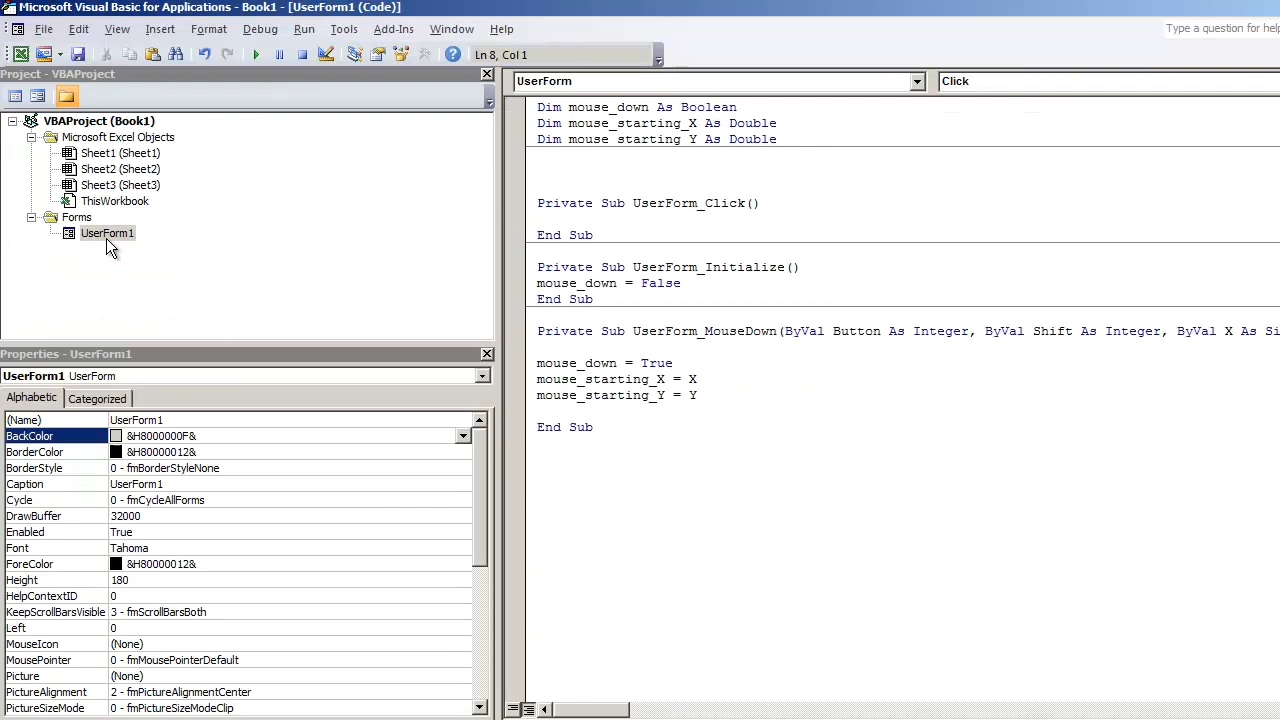 Microsoft Visual Basic for Applications - Book1 - [UserForm1 (Code)]
File Edit View Insert Format Debug Run Tools Add-Ins Window Help
Type a question for help
Ln 8, Col 1
Project - VBAProject
UserForm
Click
VBAProject (Book1)
Microsoft Excel Objects
Sheet1 (Sheet1)
Sheet2 (Sheet2)
Sheet3 (Sheet3)
ThisWorkbook
Forms
UserForm1
Dim mouse_down As Boolean
Dim mouse_starting_X As Double
Dim mouse_starting_Y As Double
Private Sub UserForm_Click()
End Sub
Private Sub UserForm_Initialize()
mouse_down = False
End Sub
Private Sub UserForm_MouseDown(ByVal Button As Integer, ByVal Shift As Integer, ByVal X As Si
mouse_down = True
mouse_starting_X = X
mouse_starting_Y = Y
End Sub
Properties - UserForm1
UserForm1 UserForm
Alphabetic Categorized
(Name) UserForm1
BackColor &H8000000F&
BorderColor &H80000012&
BorderStyle 0 - fmBorderStyleNone
Caption UserForm1
Cycle 0 - fmCycleAllForms
DrawBuffer 32000
Enabled True
Font Tahoma
ForeColor &H80000012&
Height 180
HelpContextID 0
KeepScrollBarsVisible 3 - fmScrollBarsBoth
Left 0
MouseIcon (None)
MousePointer 0 - fmMousePointerDefault
Picture (None)
PictureAlignment 2 - fmPictureAlignmentCenter
PictureSizeMode 0 - fmPictureSizeModeClip